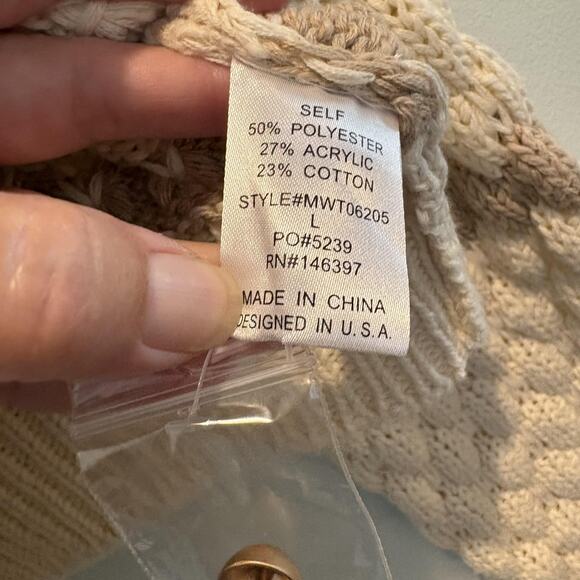 SELF
50% POLYESTER
27% ACRYLIC
23% COTTON
STYLE#MWT06205
L
PO#5239
RN#146397
MADE IN CHINA
DESIGNED IN U.S.A.